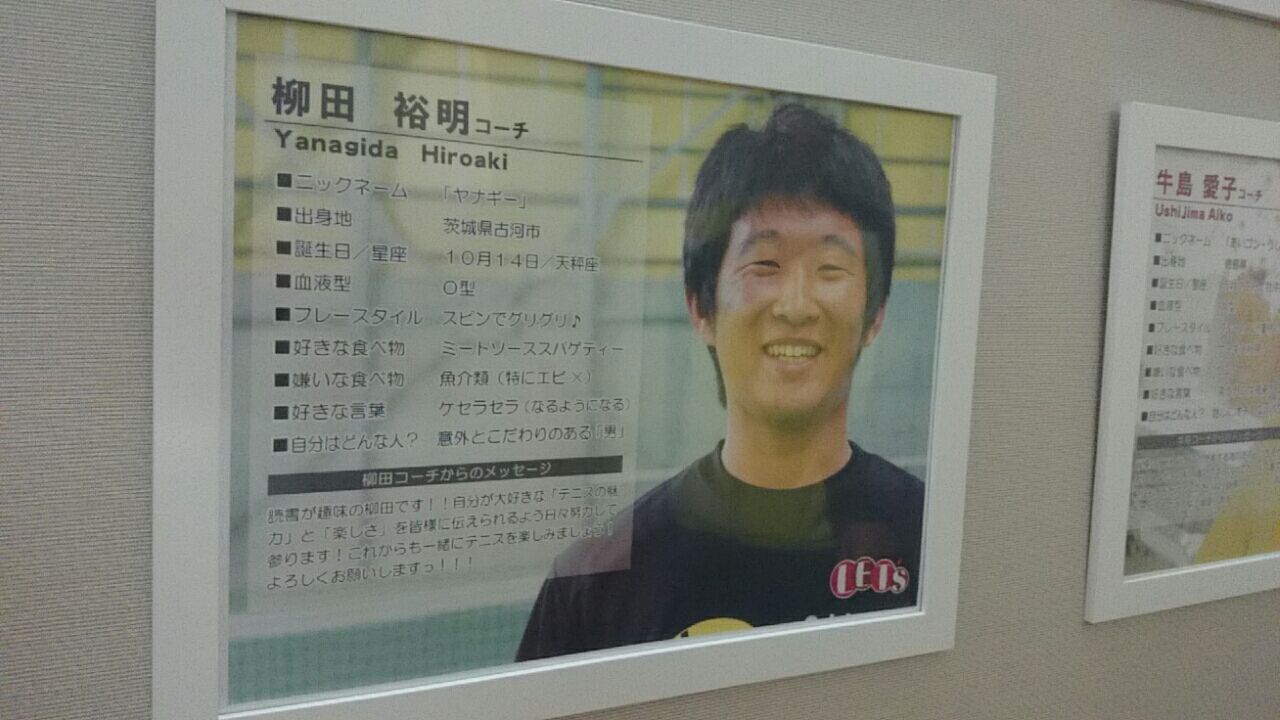 柳田 裕明コーチ
Yanagida Hiroaki
■ニックネーム 「ヤナギー」
■出身地 茨城県古河市
■誕生日／星座 １０月１４日／天秤座
■血液型 Ｏ型
■プレースタイル スピンでグリグリ♪
■好きな食べ物 ミートソーススパゲティー
■嫌いな食べ物 魚介類（特にエビ×）
■好きな言葉 ケセラセラ（なるようになる）
■自分はどんな人？ 意外とこだわりのある「男」
柳田コーチからのメッセージ
読書が趣味の柳田です！！自分が大好きな「テニスの魅
力」と「楽しさ」を皆様に伝えられるよう日々努力して
参ります！これからも一緒にテニスを楽しみましょう！
よろしくお願いしますっ！！！
LET's
牛島 愛子コーチ
Ushijima Aiko
■ニックネーム
■出身地
■誕生日／星座
■血液型
■プレースタイル
■好きな食べ物
■嫌いな食べ物
■好きな言葉
■自分はどんな人？